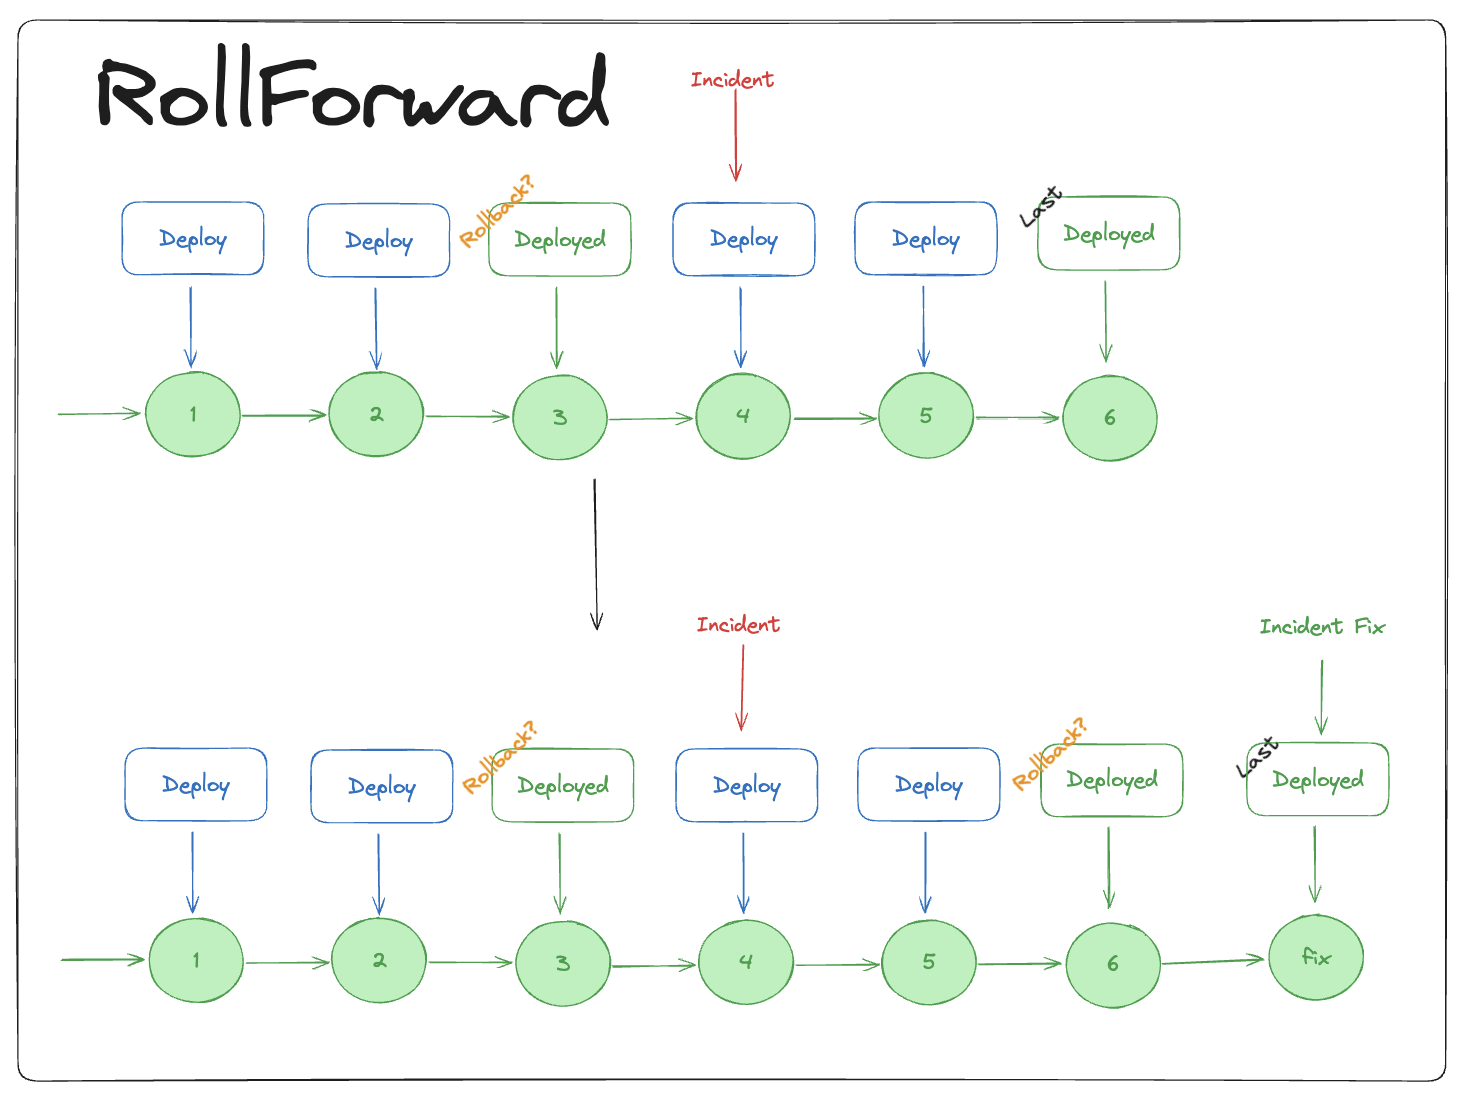 RollForward
Incident
Rollback?
Last
Deploy
Deploy
Deployed
Deploy
Deploy
Deployed
1
2
3
4
5
6
Incident
Incident Fix
Rollback?
Rollback?
Last
Deploy
Deploy
Deployed
Deploy
Deploy
Deployed
Deployed
1
2
3
4
5
6
fix